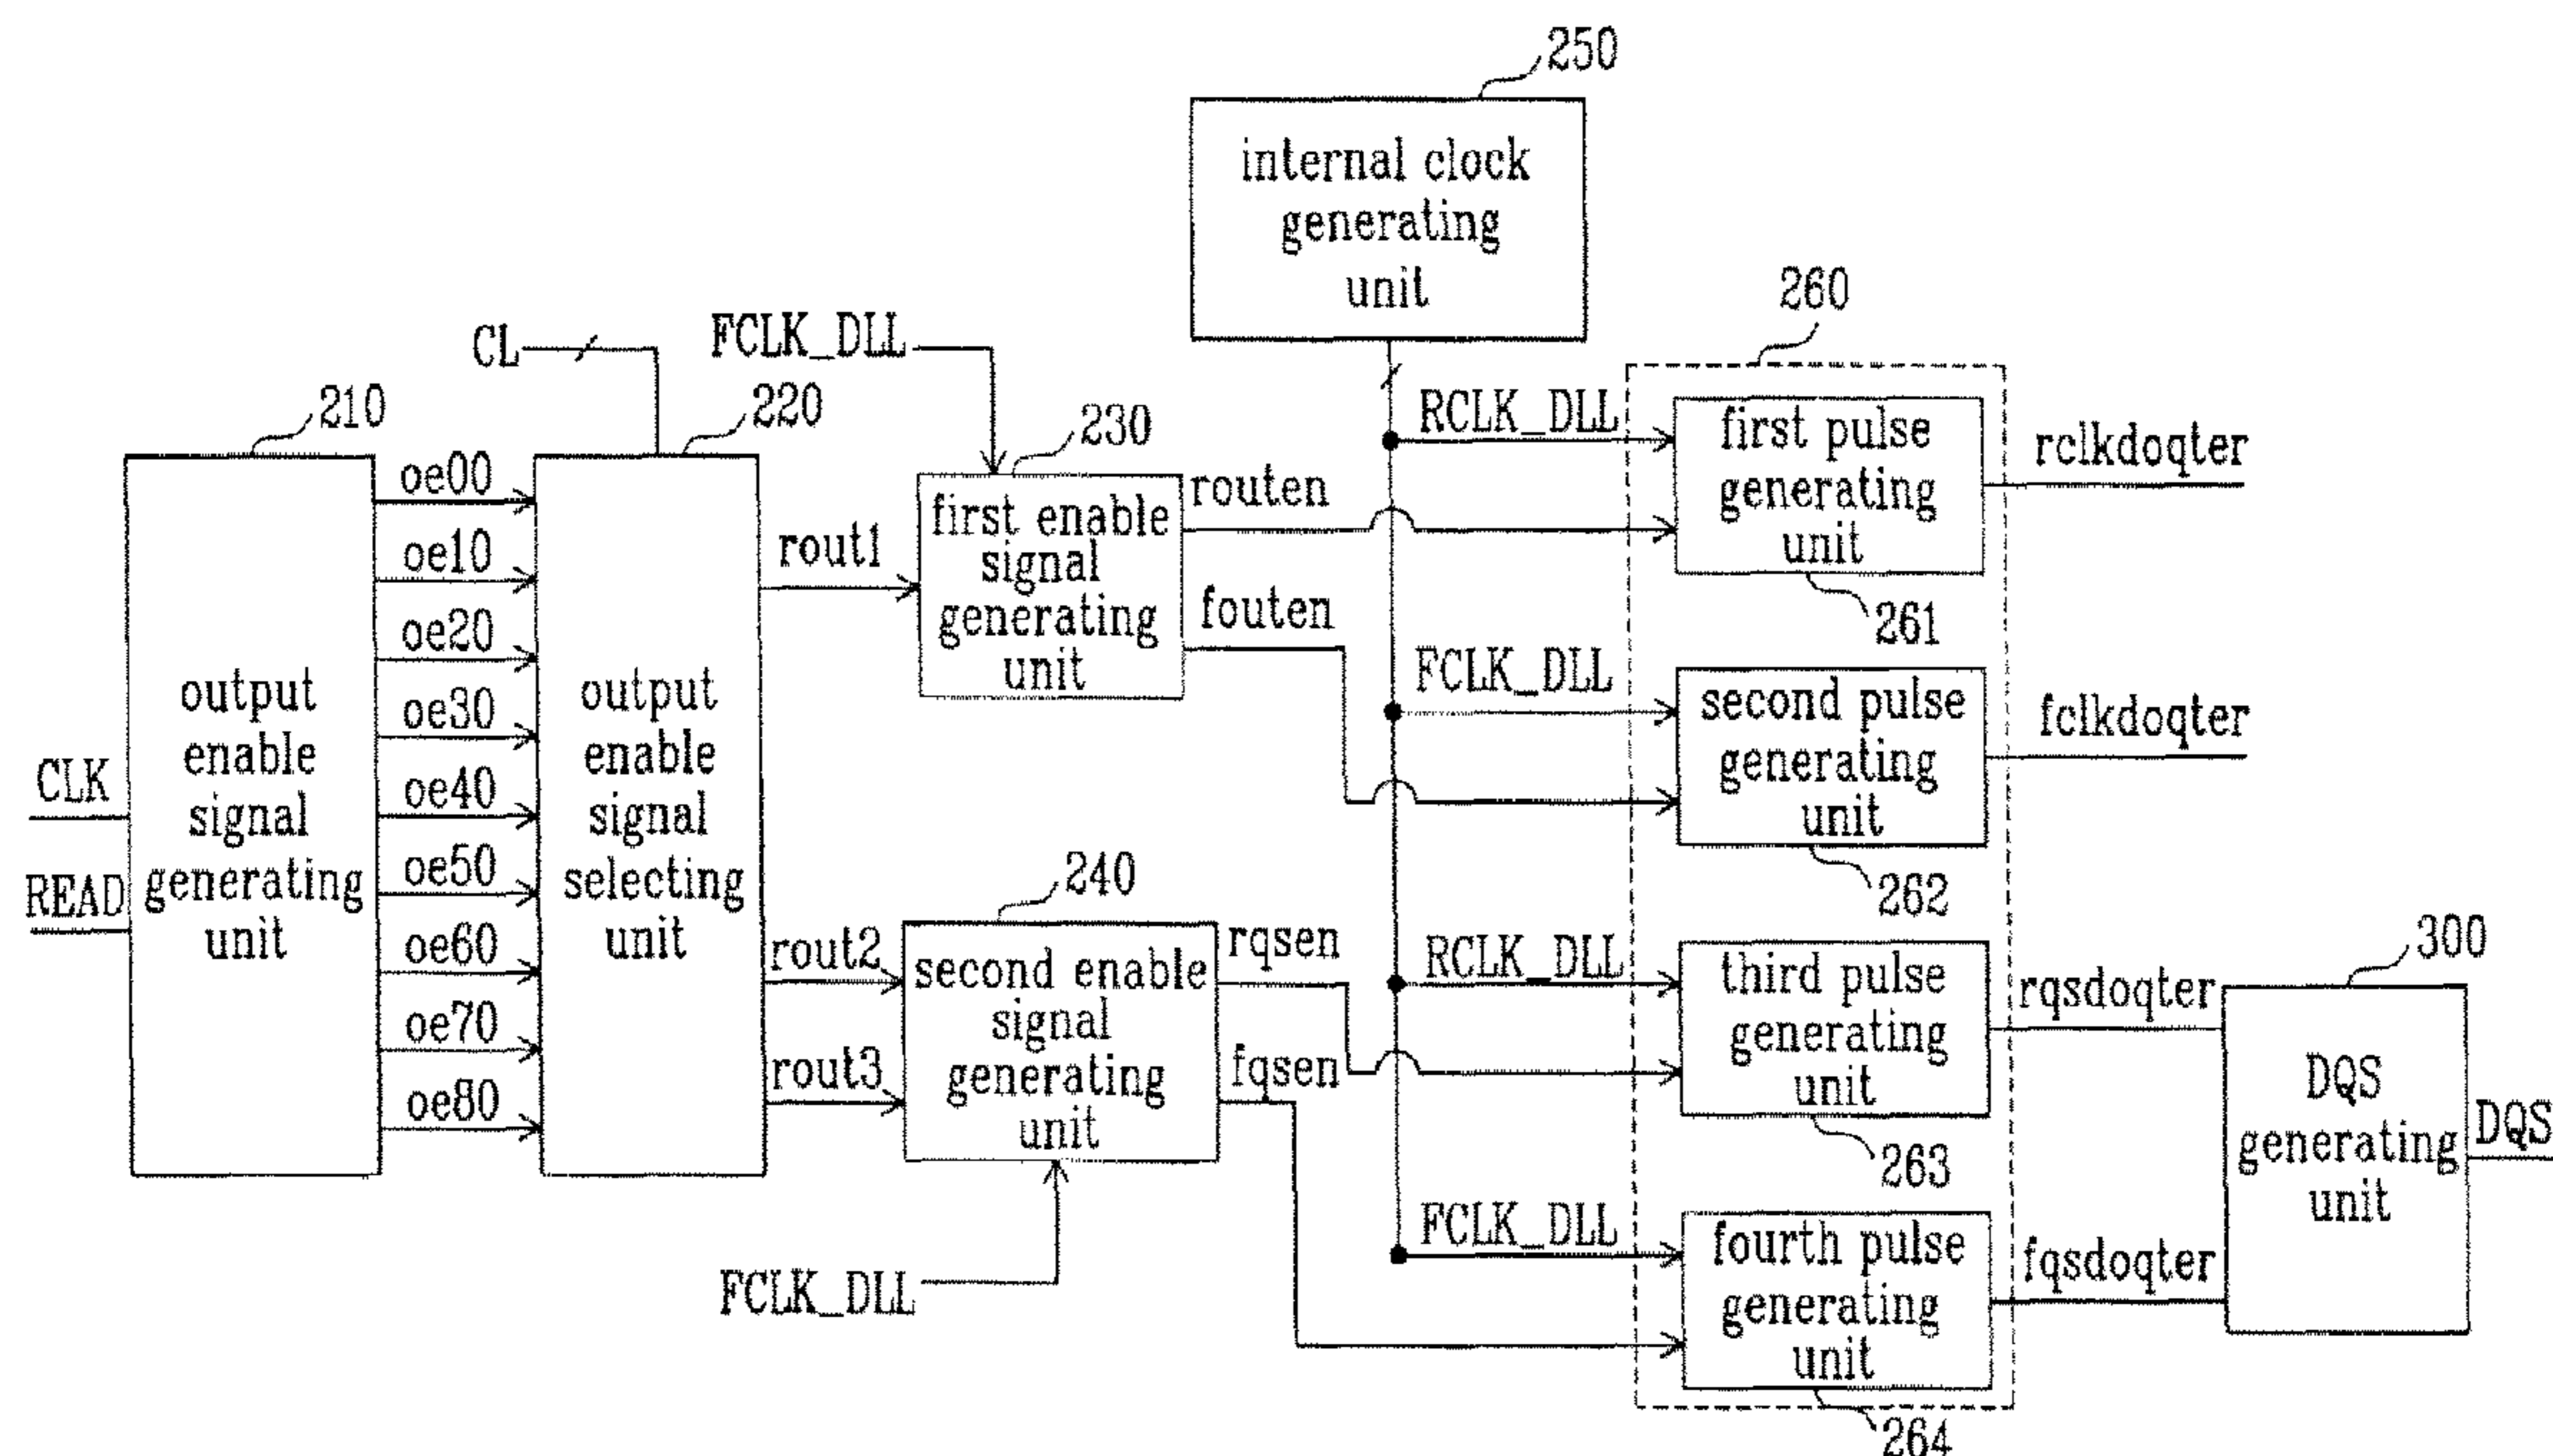 250
internal clock
generating
unit
CL
FCLK_DLL
260
210
220
230
RCLK_DLL
first pulse
generating
unit
rclkdoqter
261
oe00
oe10
oe20
oe30
oe40
oe50
oe60
oe70
oe80
CLK
READ
output
enable
signal
generating
unit
output
enable
signal
selecting
unit
rout1
first enable
signal
generating
unit
routen
fouten
FCLK_DLL
second pulse
generating
unit
fclkdoqter
262
240
rout2
rout3
second enable
signal
generating
unit
rqsen
fqsen
FCLK_DLL
RCLK_DLL
third pulse
generating
unit
rqsdoqter
263
300
DQS
generating
unit
DQS
FCLK_DLL
fourth pulse
generating
unit
fqsdoqter
264